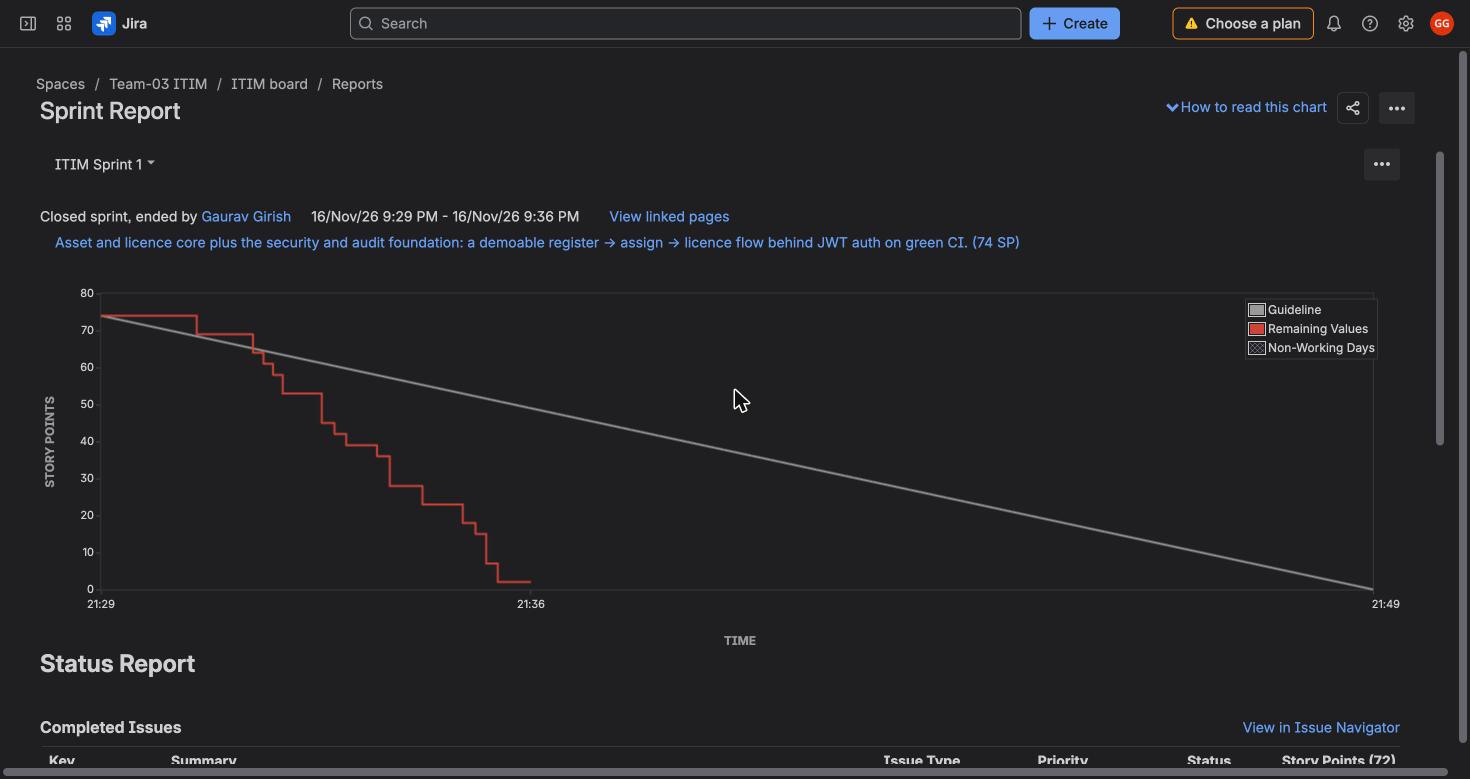 Jira
Search
+ Create
Choose a plan
GG
Spaces / Team-03 ITIM / ITIM board / Reports
Sprint Report
How to read this chart
ITIM Sprint 1
Closed sprint, ended by Gaurav Girish 16/Nov/26 9:29 PM - 16/Nov/26 9:36 PM View linked pages
Asset and licence core plus the security and audit foundation: a demoable register → assign → licence flow behind JWT auth on green CI. (74 SP)
80
70
60
50
40
30
20
10
0
STORY POINTS
Guideline
Remaining Values
Non-Working Days
21:29
21:36
21:49
TIME
Status Report
Completed Issues
View in Issue Navigator
Key Summary Issue Type Priority Status Story Points (72)